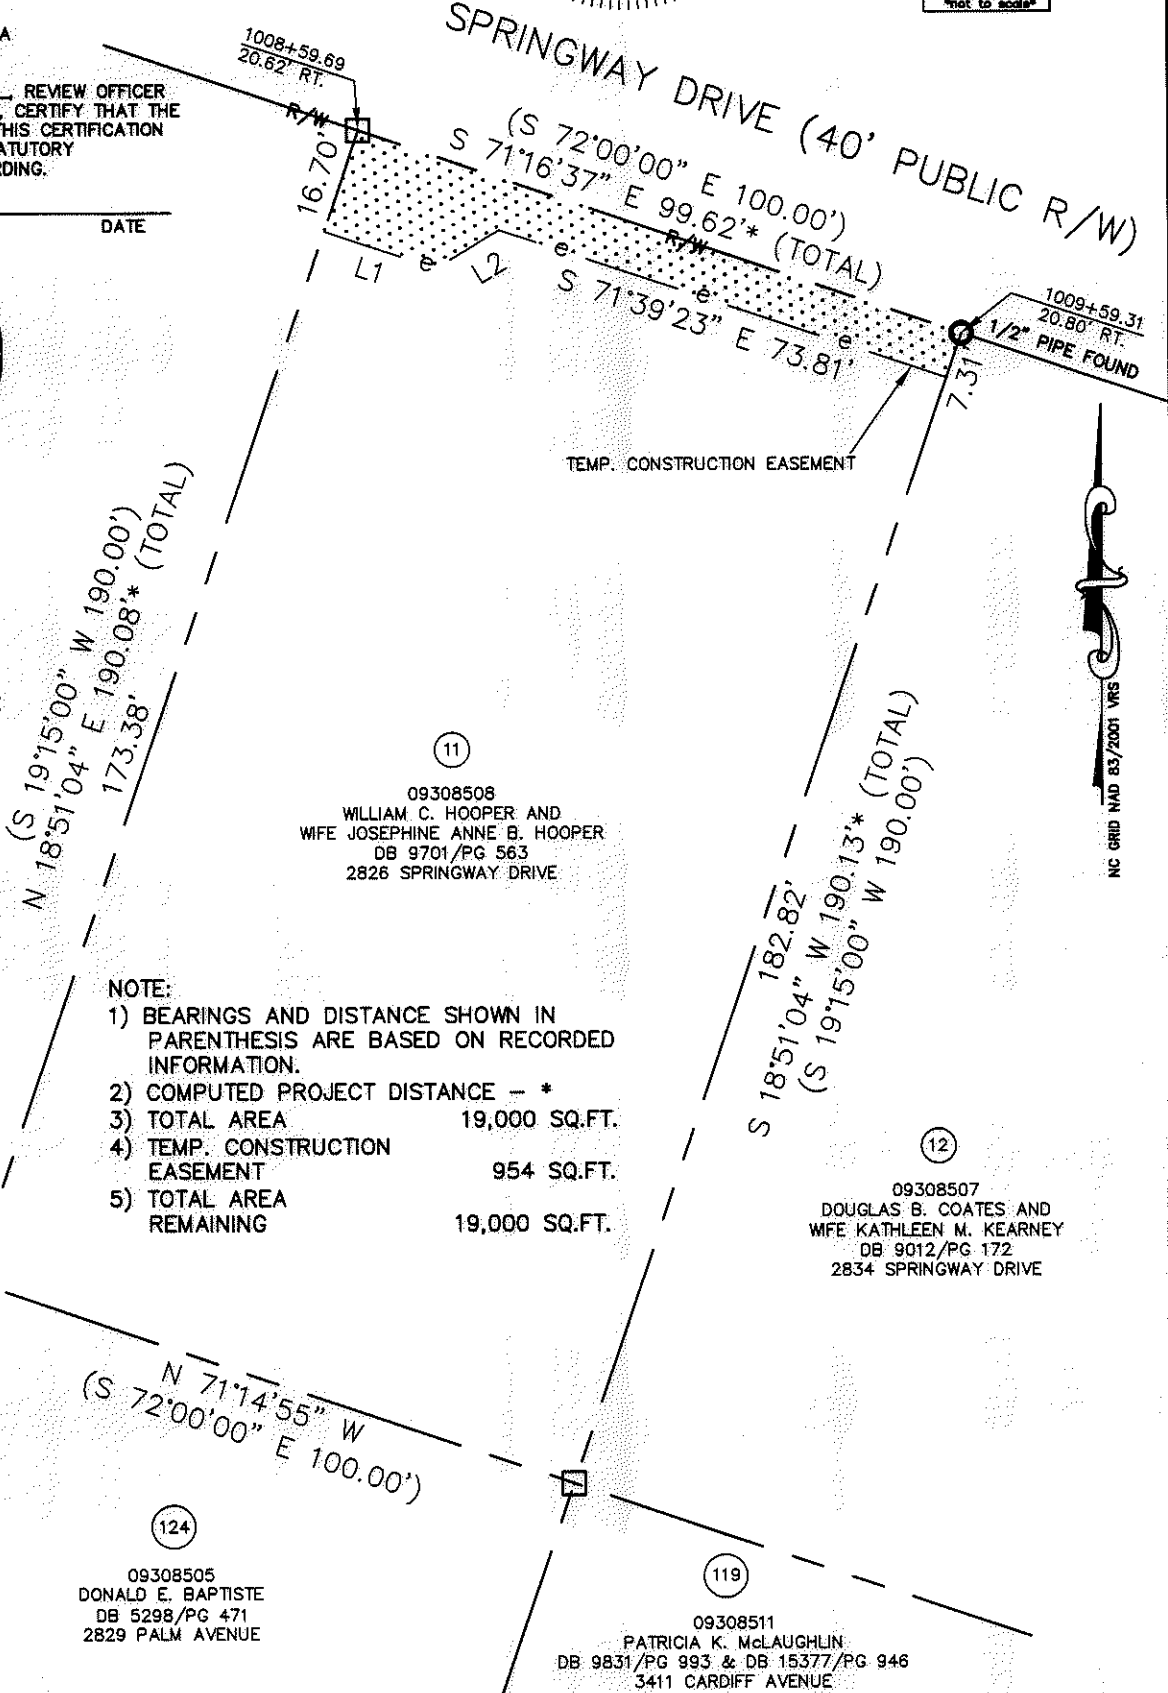 "not to scale"
SPRINGWAY DRIVE (40' PUBLIC R/W)
A
REVIEW OFFICER
CERTIFY THAT THE
THIS CERTIFICATION
ATUTORY
RDING.
DATE
1008+59.69
20.62' RT.
R/W
16.70'
(S 72°00'00" E 100.00')
S 71°16'37" E 99.62'* (TOTAL)
R/W
L1
e
L2
e
e
e
S 71°39'23" E 73.81'
1009+59.31
20.80' RT.
1/2" PIPE FOUND
7.31
TEMP. CONSTRUCTION EASEMENT
(S 19°15'00" W 190.00')
N 18°51'04" E 190.08'* (TOTAL)
173.38'
NC GRID NAD 83/2001 VRS
11
09308508
WILLIAM C. HOOPER AND
WIFE JOSEPHINE ANNE B. HOOPER
DB 9701/PG 563
2826 SPRINGWAY DRIVE
182.82'
S 18°51'04" W 190.13'* (TOTAL)
(S 19°15'00" W 190.00')
NOTE:
1) BEARINGS AND DISTANCE SHOWN IN
PARENTHESIS ARE BASED ON RECORDED
INFORMATION.
2) COMPUTED PROJECT DISTANCE – *
3) TOTAL AREA 19,000 SQ.FT.
4) TEMP. CONSTRUCTION
EASEMENT 954 SQ.FT.
5) TOTAL AREA
REMAINING 19,000 SQ.FT.
12
09308507
DOUGLAS B. COATES AND
WIFE KATHLEEN M. KEARNEY
DB 9012/PG 172
2834 SPRINGWAY DRIVE
N 71°14'55" W
(S 72°00'00" E 100.00')
124
09308505
DONALD E. BAPTISTE
DB 5298/PG 471
2829 PALM AVENUE
119
09308511
PATRICIA K. McLAUGHLIN
DB 9831/PG 993 & DB 15377/PG 946
3411 CARDIFF AVENUE